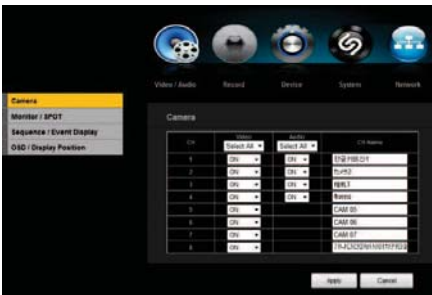 Video / Audio Record Device System Network
Camera
Monitor / SPOT
Sequence / Event Display
OSD / Display Position
Camera
CH Video Audio CH Name
Select All Select All
1 ON ON
2 ON ON
3 ON ON
4 ON ON
5 ON CAM 05
6 ON CAM 06
7 ON CAM 07
8 ON
Apply Cancel